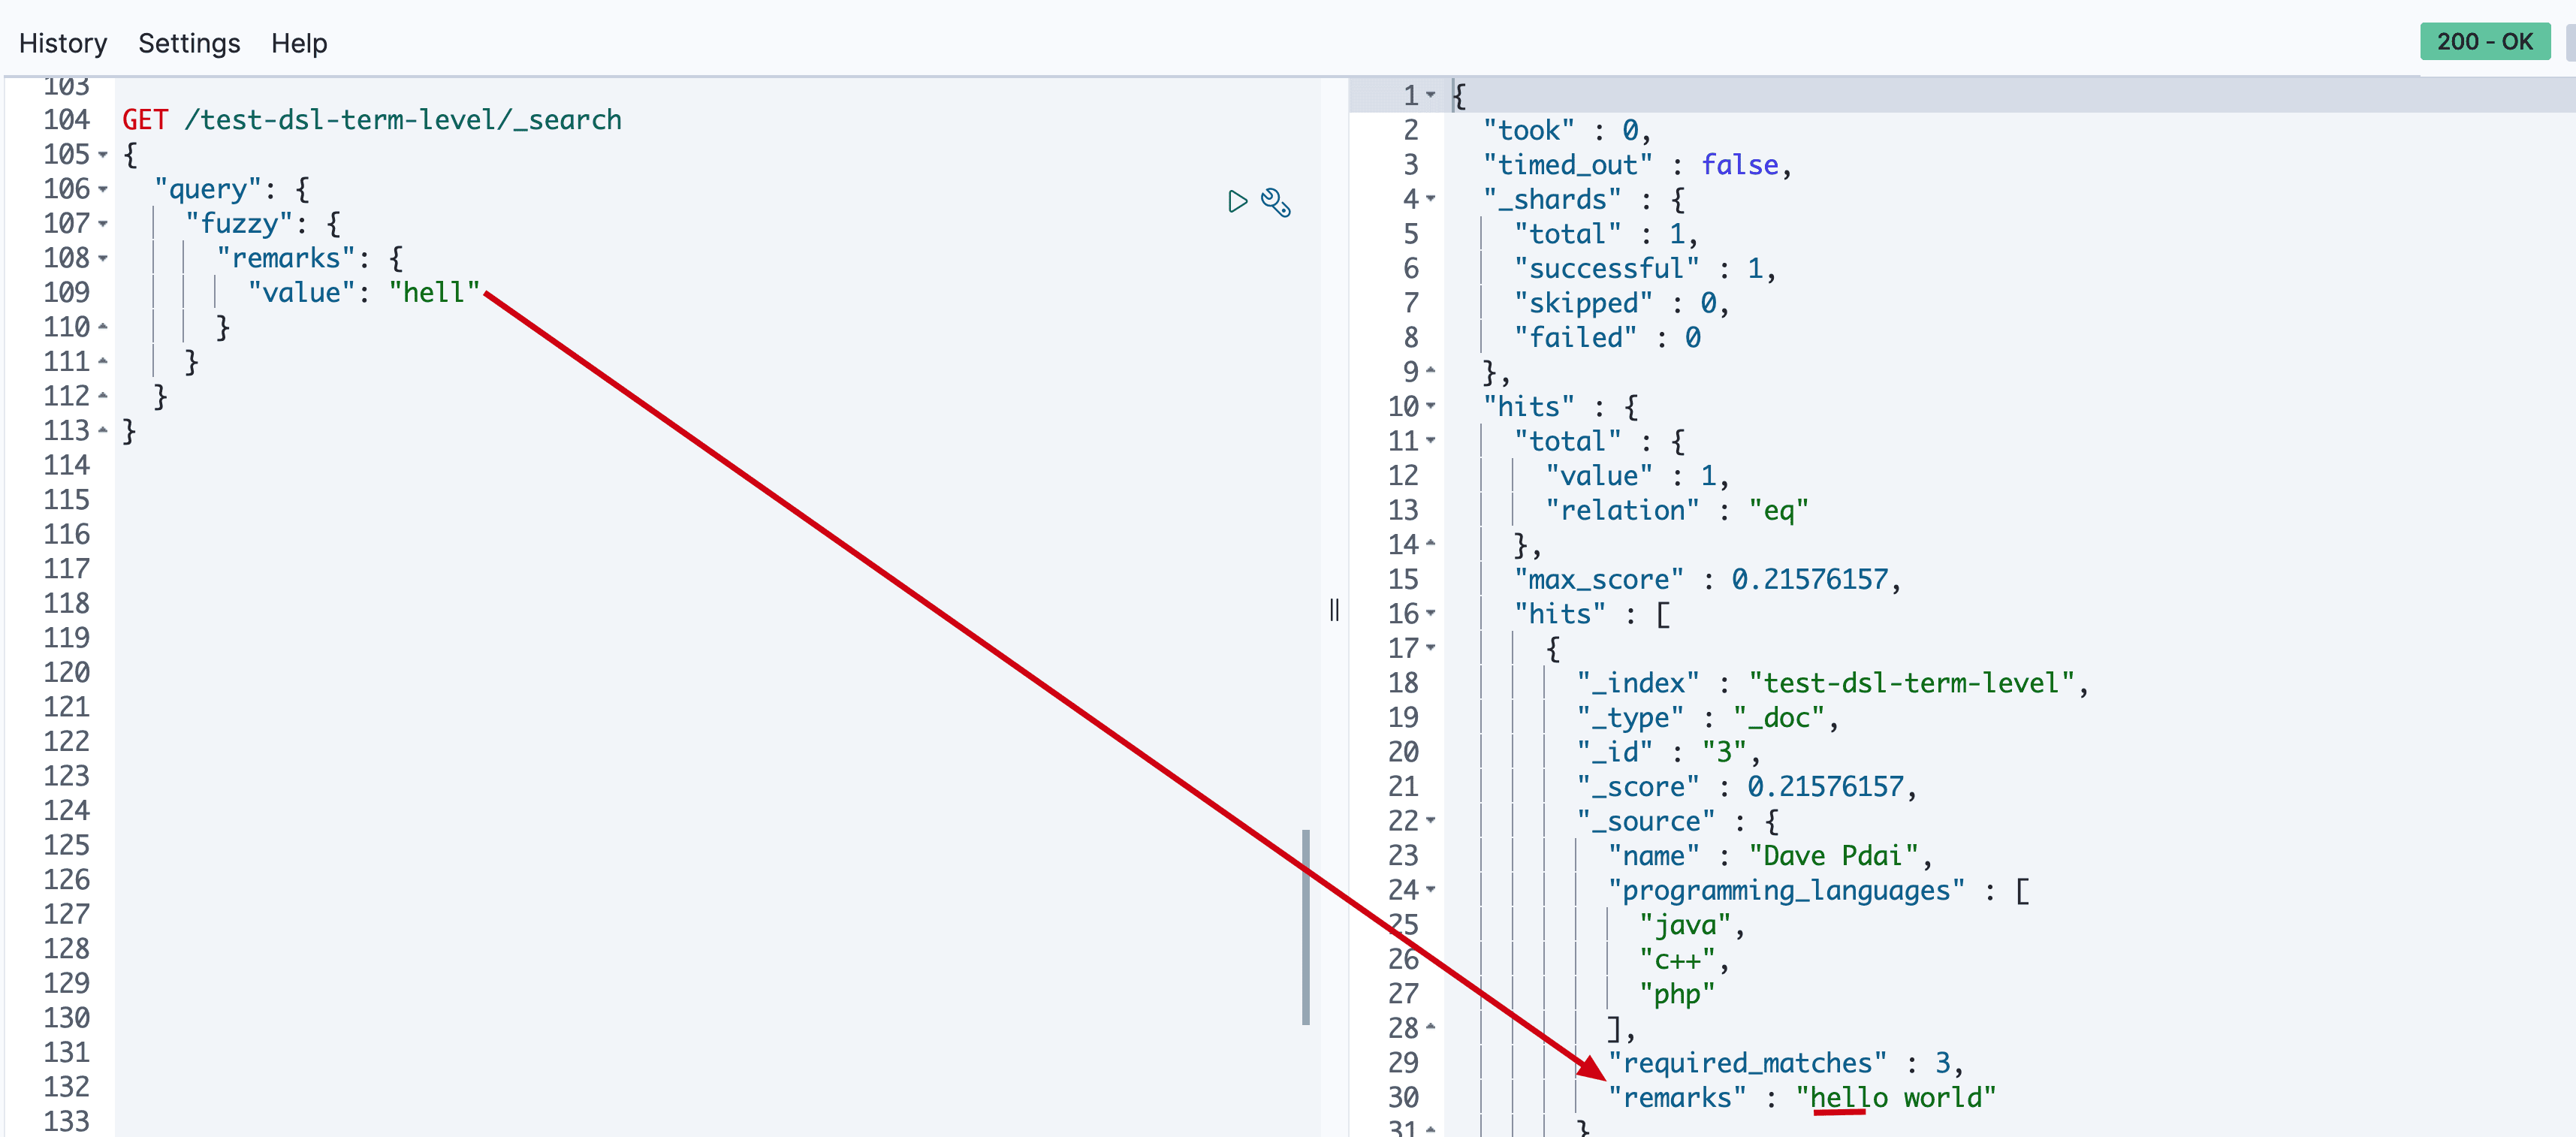 History Settings Help
200 - OK
103
104 GET /test-dsl-term-level/_search
105 {
106 "query": {
107 "fuzzy": {
108 "remarks": {
109 "value": "hell"
110 }
111 }
112 }
113 }
114
115
116
117
118
119
120
121
122
123
124
125
126
127
128
129
130
131
132
133
1 {
2 "took" : 0,
3 "timed_out" : false,
4 "_shards" : {
5 "total" : 1,
6 "successful" : 1,
7 "skipped" : 0,
8 "failed" : 0
9 },
10 "hits" : {
11 "total" : {
12 "value" : 1,
13 "relation" : "eq"
14 },
15 "max_score" : 0.21576157,
16 "hits" : [
17 {
18 "_index" : "test-dsl-term-level",
19 "_type" : "_doc",
20 "_id" : "3",
21 "_score" : 0.21576157,
22 "_source" : {
23 "name" : "Dave Pdai",
24 "programming_languages" : [
25 "java",
26 "c++",
27 "php"
28 ],
29 "required_matches" : 3,
30 "remarks" : "hello world"
31 }